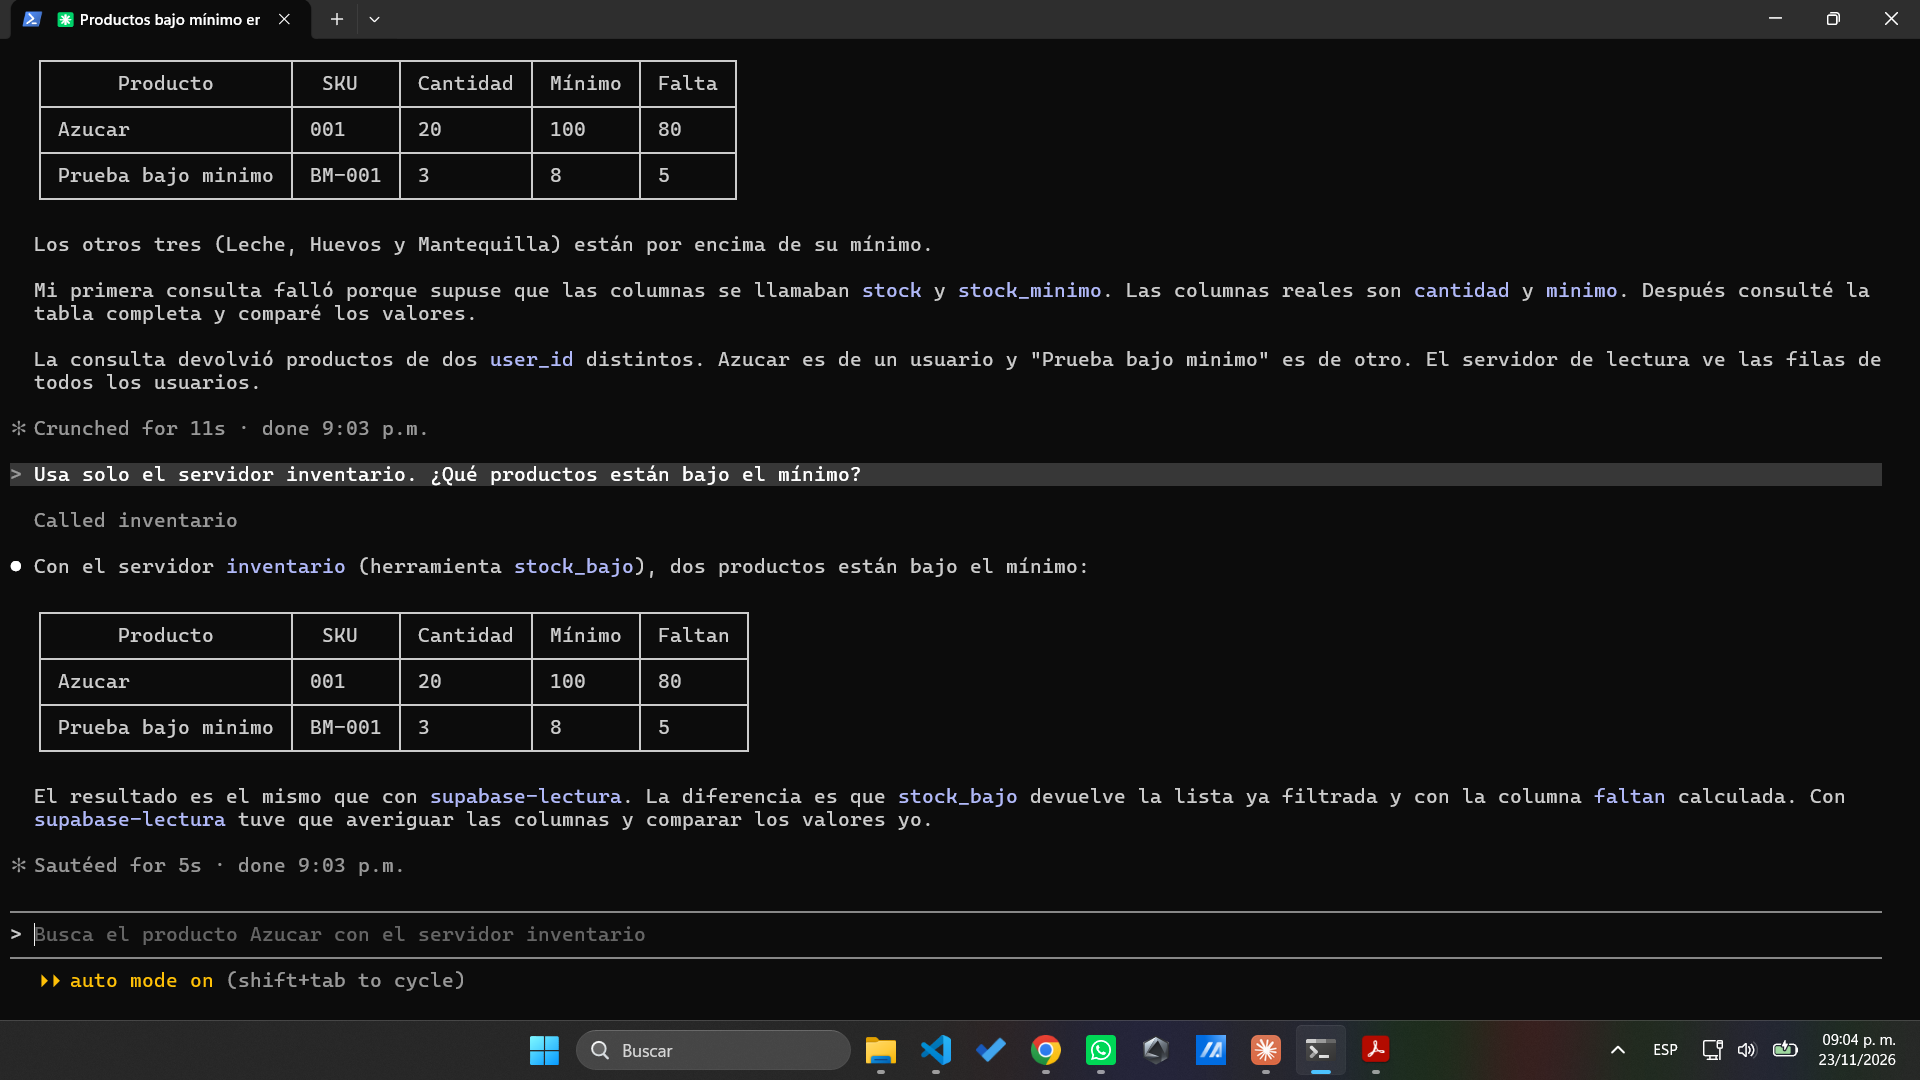 Productos bajo mínimo er
Producto SKU Cantidad Mínimo Falta
Azucar 001 20 100 80
Prueba bajo minimo BM-001 3 8 5
Los otros tres (Leche, Huevos y Mantequilla) están por encima de su mínimo.
Mi primera consulta falló porque supuse que las columnas se llamaban stock y stock_minimo. Las columnas reales son cantidad y minimo. Después consulté la
tabla completa y comparé los valores.
La consulta devolvió productos de dos user_id distintos. Azucar es de un usuario y "Prueba bajo minimo" es de otro. El servidor de lectura ve las filas de
todos los usuarios.
✻ Crunched for 11s · done 9:03 p.m.
> Usa solo el servidor inventario. ¿Qué productos están bajo el mínimo?
Called inventario
● Con el servidor inventario (herramienta stock_bajo), dos productos están bajo el mínimo:
Producto SKU Cantidad Mínimo Faltan
Azucar 001 20 100 80
Prueba bajo minimo BM-001 3 8 5
El resultado es el mismo que con supabase-lectura. La diferencia es que stock_bajo devuelve la lista ya filtrada y con la columna faltan calculada. Con
supabase-lectura tuve que averiguar las columnas y comparar los valores yo.
✻ Sautéed for 5s · done 9:03 p.m.
> Busca el producto Azucar con el servidor inventario
⏵⏵ auto mode on (shift+tab to cycle)
Buscar
ESP
09:04 p. m.
23/11/2026